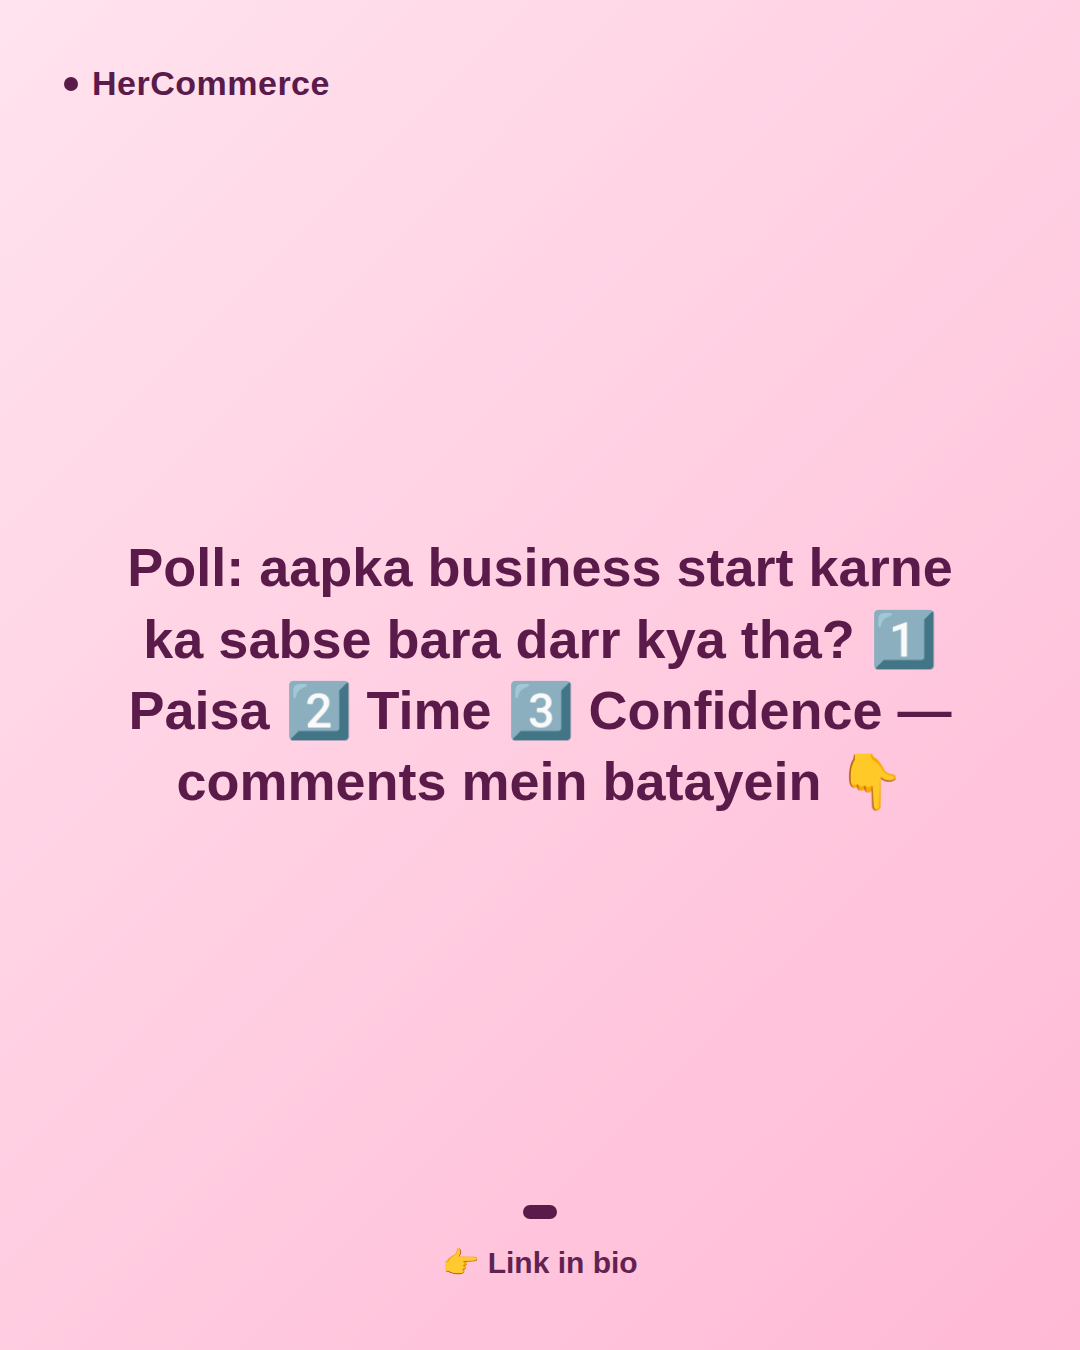 HerCommerce
Poll: aapka business start karne
ka sabse bara darr kya tha? 1️⃣
Paisa 2️⃣ Time 3️⃣ Confidence —
comments mein batayein 👇
👉 Link in bio